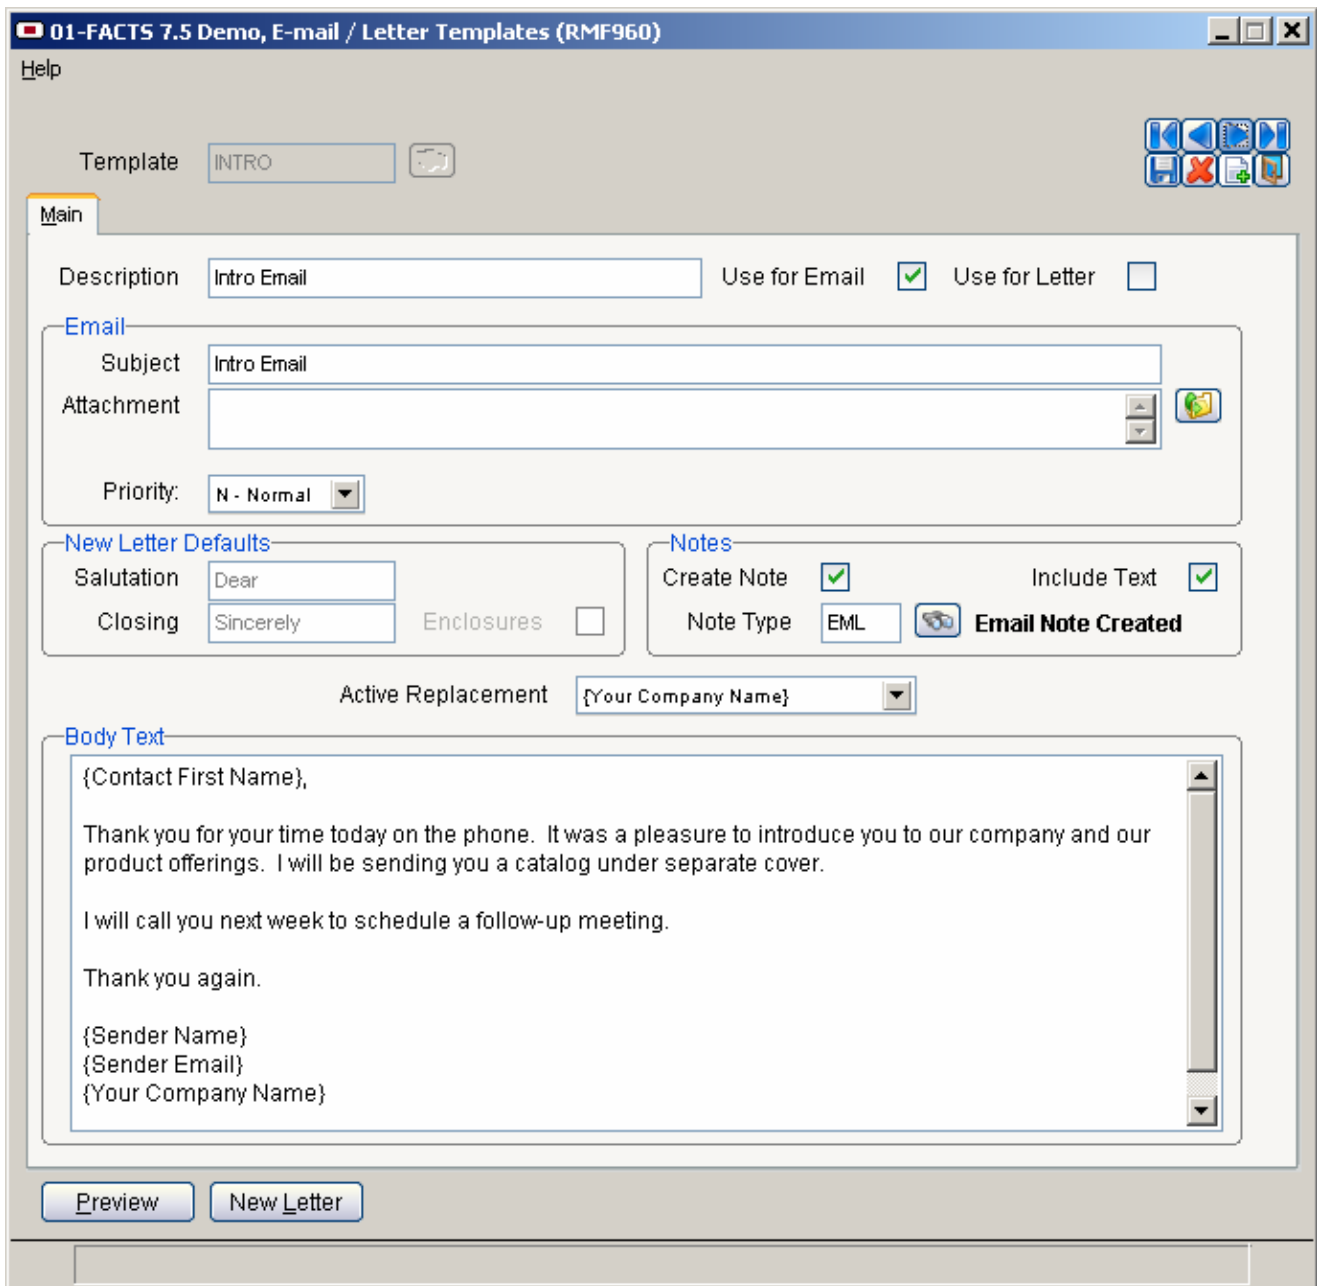 01-FACTS 7.5 Demo, E-mail / Letter Templates (RMF960)
Help
Template INTRO
Main
Description Intro Email Use for Email Use for Letter
Email
Subject Intro Email
Attachment
Priority: N - Normal
New Letter Defaults
Salutation Dear
Closing Sincerely Enclosures
Notes
Create Note Include Text
Note Type EML Email Note Created
Active Replacement {Your Company Name}
Body Text
{Contact First Name},
Thank you for your time today on the phone.  It was a pleasure to introduce you to our company and our
product offerings.  I will be sending you a catalog under separate cover.
I will call you next week to schedule a follow-up meeting.
Thank you again.
{Sender Name}
{Sender Email}
{Your Company Name}
Preview New Letter